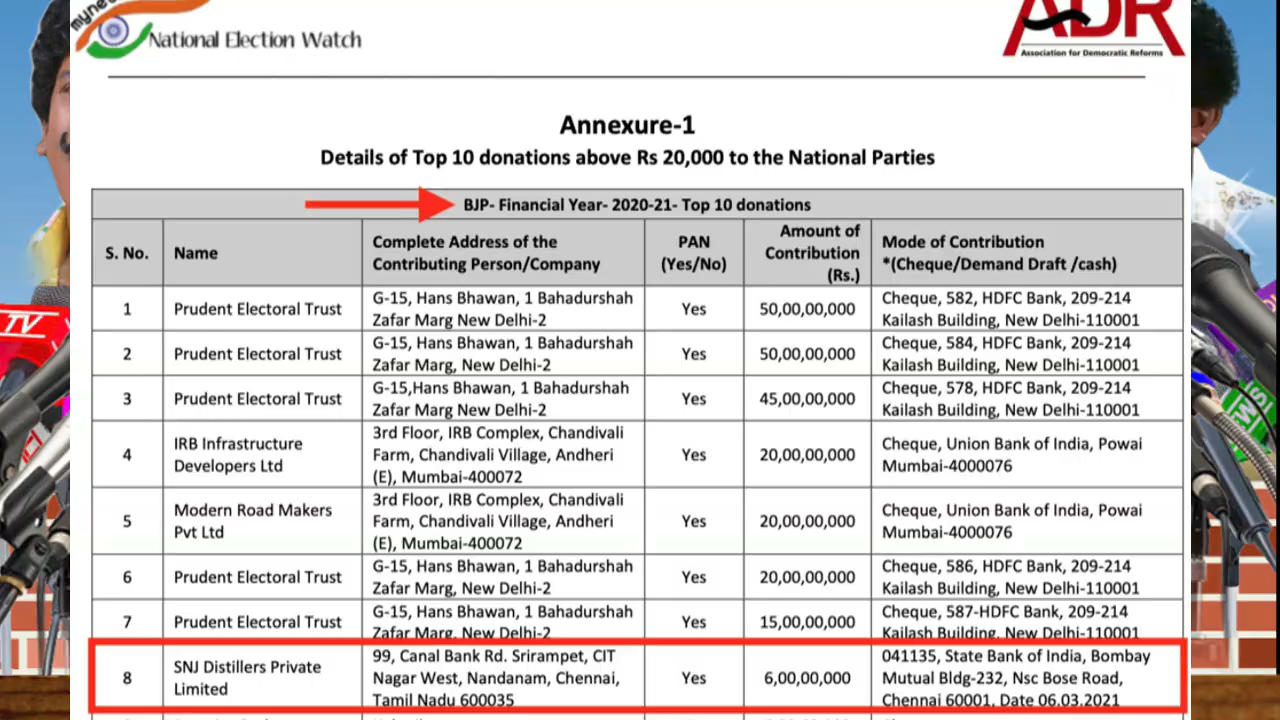 myne
National Election Watch
ADR
Association for Democratic Reforms
Annexure-1
Details of Top 10 donations above Rs 20,000 to the National Parties
BJP- Financial Year- 2020-21- Top 10 donations
S. No.
Name
Complete Address of the
Contributing Person/Company
PAN
(Yes/No)
Amount of
Contribution
(Rs.)
Mode of Contribution
*(Cheque/Demand Draft /cash)
1
Prudent Electoral Trust
G-15, Hans Bhawan, 1 Bahadurshah
Zafar Marg New Delhi-2
Yes
50,00,00,000
Cheque, 582, HDFC Bank, 209-214
Kailash Building, New Delhi-110001
2
Prudent Electoral Trust
G-15, Hans Bhawan, 1 Bahadurshah
Zafar Marg, New Delhi-2
Yes
50,00,00,000
Cheque, 584, HDFC Bank, 209-214
Kailash Building, New Delhi-110001
3
Prudent Electoral Trust
G-15,Hans Bhawan, 1 Bahadurshah
Zafar Marg New Delhi-2
Yes
45,00,00,000
Cheque, 578, HDFC Bank, 209-214
Kailash Building, New Delhi-110001
4
IRB Infrastructure
Developers Ltd
3rd Floor, IRB Complex, Chandivali
Farm, Chandivali Village, Andheri
(E), Mumbai-400072
Yes
20,00,00,000
Cheque, Union Bank of India, Powai
Mumbai-4000076
5
Modern Road Makers
Pvt Ltd
3rd Floor, IRB Complex, Chandivali
Farm, Chandivali Village, Andheri
(E), Mumbai-400072
Yes
20,00,00,000
Cheque, Union Bank of India, Powai
Mumbai-4000076
6
Prudent Electoral Trust
G-15, Hans Bhawan, 1 Bahadurshah
Zafar Marg, New Delhi-2
Yes
20,00,00,000
Cheque, 586, HDFC Bank, 209-214
Kailash Building, New Delhi-110001
7
Prudent Electoral Trust
G-15, Hans Bhawan, 1 Bahadurshah
Zafar Marg, New Delhi-2
Yes
15,00,00,000
Cheque, 587-HDFC Bank, 209-214
Kailash Building, New Delhi-110001
8
SNJ Distillers Private
Limited
99, Canal Bank Rd. Srirampet, CIT
Nagar West, Nandanam, Chennai,
Tamil Nadu 600035
Yes
6,00,00,000
041135, State Bank of India, Bombay
Mutual Bldg-232, Nsc Bose Road,
Chennai 60001, Date 06.03.2021
TV